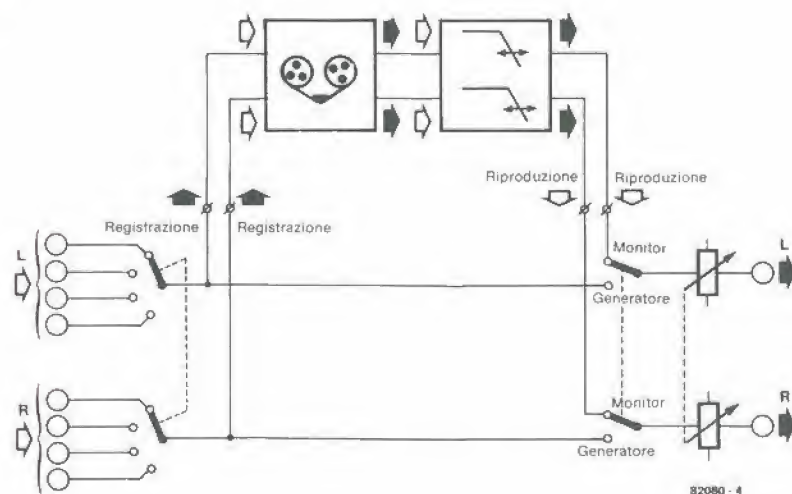 Riproduzione
Riproduzione
Registrazione
Registrazione
L
Monitor
L
Generatore
R
Monitor
R
Generatore
82080 - 4